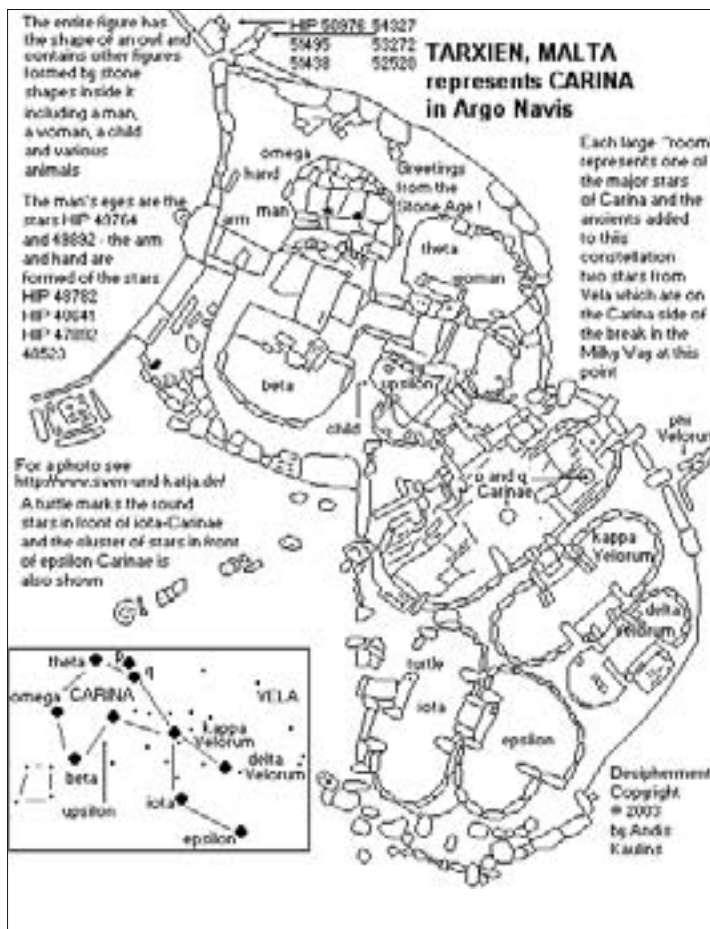 The entire figure has
the shape of an owl and
contains other figures
formed by stone
shapes inside it
including a man,
a woman, a child
and various
animals
HIP 50976 54327
51495 53272
51438 52520
TARXIEN, MALTA
represents CARINA
in Argo Navis
Each large "room"
represents one of
the major stars
of Carina and the
ancients added
to this
constellation
two stars from
Vela which are on
the Carina side of
the break in the
Milky Way at this
point
The man's eyes are the
stars HIP 49764
and 49892 - the arm
and hand are
formed of the stars
HIP 48782
HIP
HIP 47892
48523
omega
hand
man
arm
Greetings
from the
Stone Age!
theta
woman
beta
upsilon
child
p and q
Carinae
phi
Velorum
kappa
Velorum
delta
Velorum
turtle
iota
epsilon
For a photo see
http://www.sven-und-katja.de/
A turtle marks the round
stars in front of iota-Carinae
and the cluster of stars in front
of epsilon Carinae is
also shown
theta
p
q
omega
CARINA
VELA
kappa
Velorum
delta
Velorum
beta
upsilon
iota
epsilon
Decipherment
Copyright
© 2003
by Andis
Kaulins